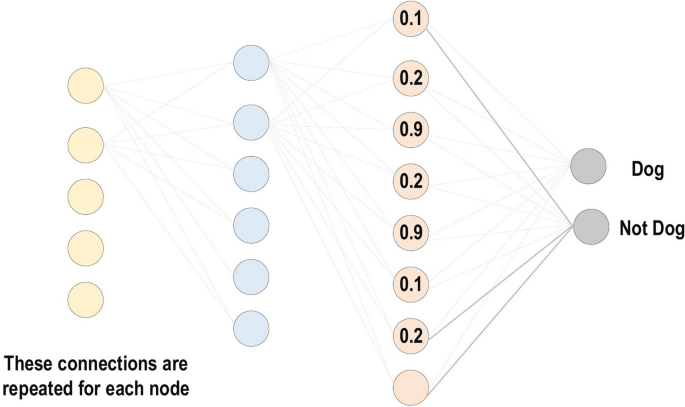 0.1
0.2
0.9
0.2
0.9
0.1
0.2
Dog
Not Dog
These connections are
repeated for each node